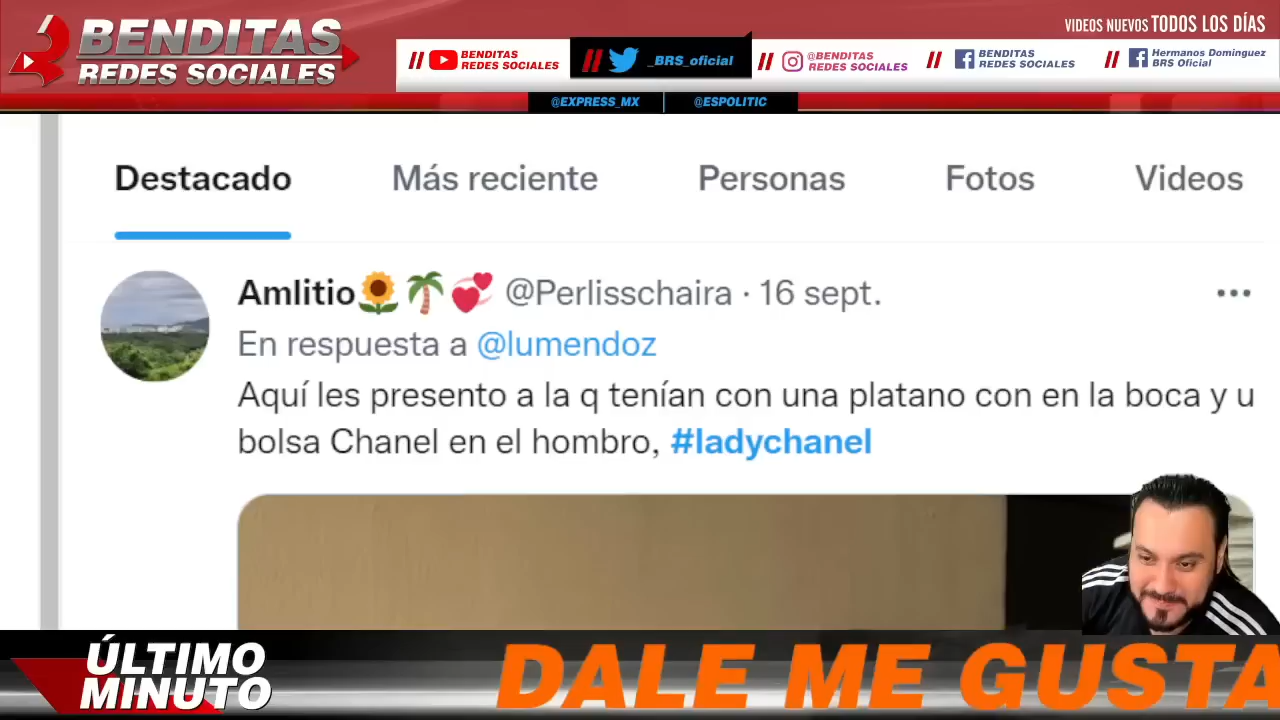 BENDITAS
REDES SOCIALES
VIDEOS NUEVOS TODOS LOS DÍAS
BENDITAS
REDES SOCIALES
_BRS_oficial
@BENDITAS
REDES SOCIALES
BENDITAS
REDES SOCIALES
Hermanos Dominguez
BRS Oficial
@EXPRESS_MX
@ESPOLITIC
Destacado
Más reciente
Personas
Fotos
Videos
Amlitio🌻🌴💞 @Perlisschaira · 16 sept.
En respuesta a @lumendoz
Aquí les presento a la q tenían con una platano con en la boca y u
bolsa Chanel en el hombro, #ladychanel
ÚLTIMO
MINUTO
DALE ME GUSTA